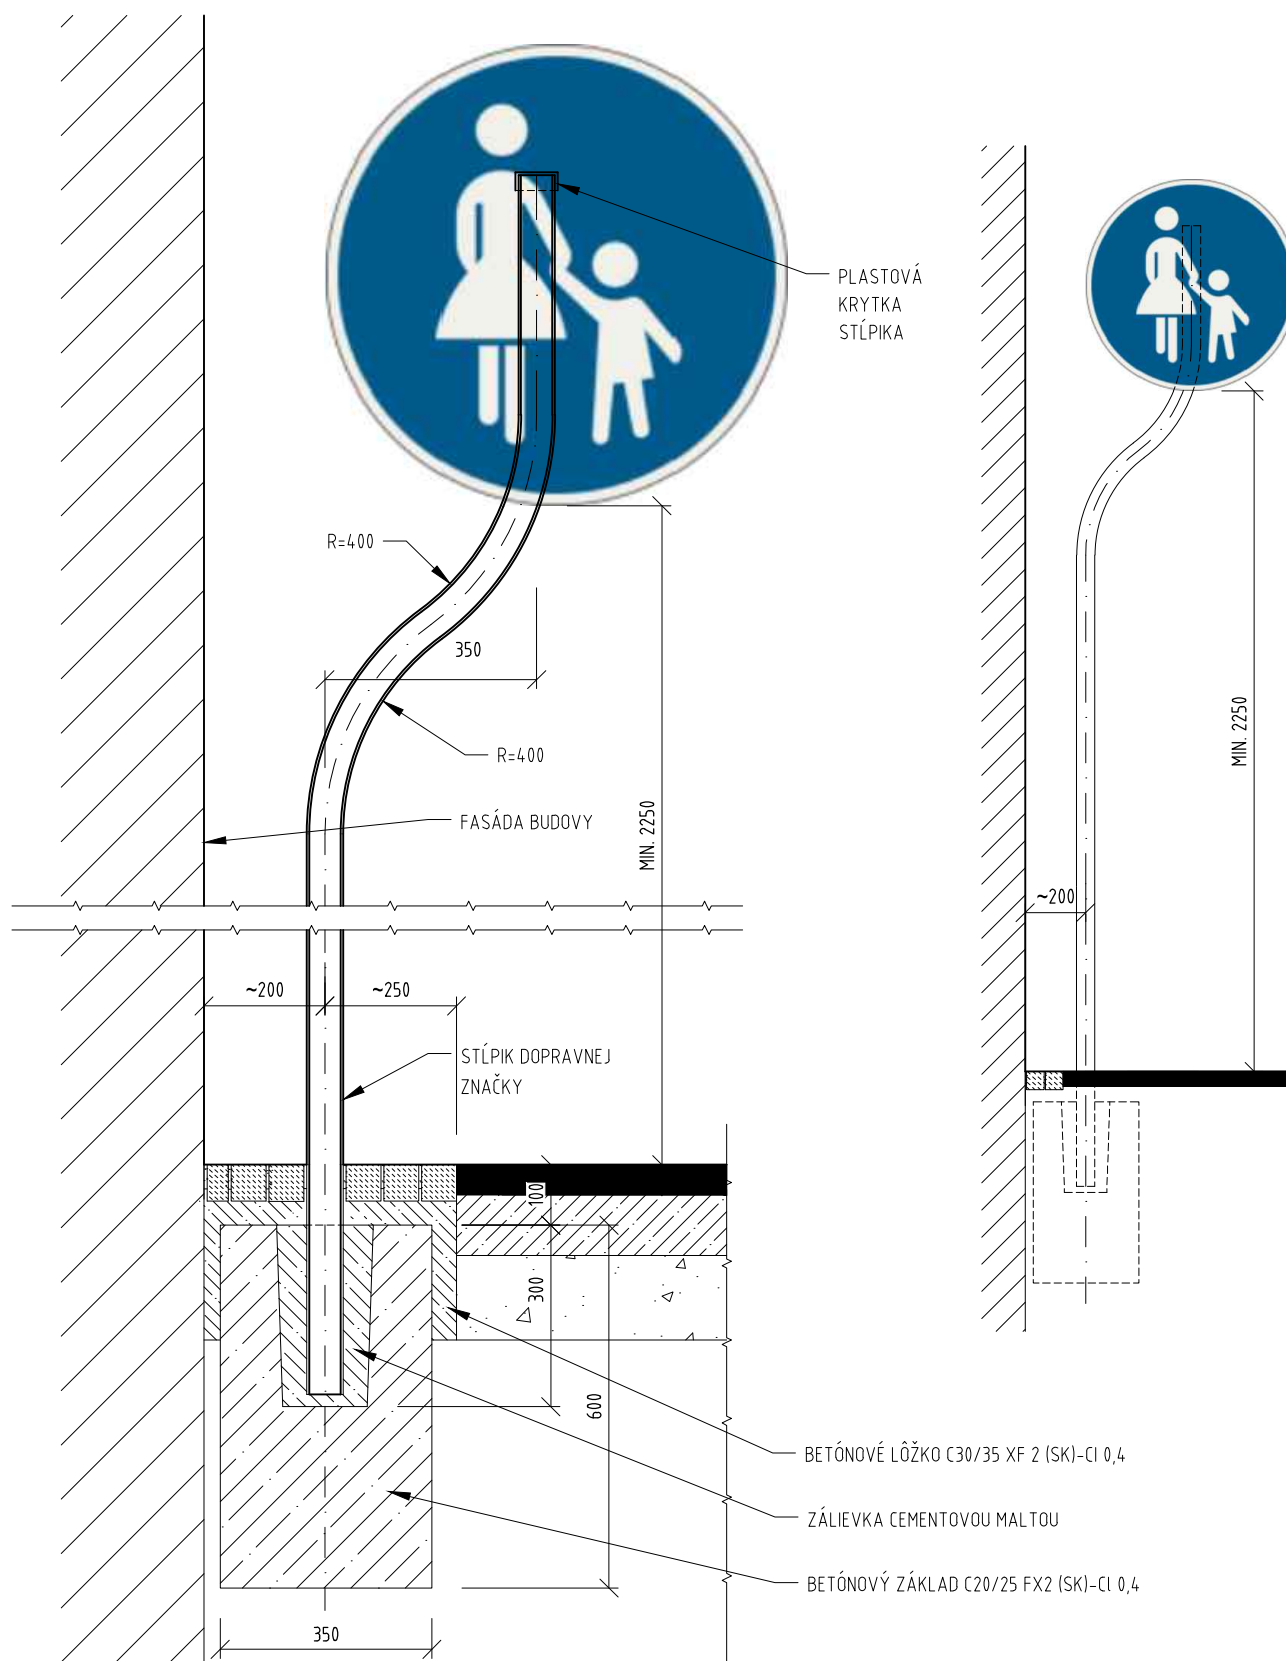 PLASTOVÁ
KRYTKA
STĹPIKA
R=400
350
R=400
MIN. 2250
FASÁDA BUDOVY
MIN. 2250
~200
~200
~250
STĹPIK DOPRAVNEJ
ZNAČKY
100
300
600
BETÓNOVÉ LÔŽKO C30/35 XF 2 (SK)-Cl 0,4
ZÁLIEVKA CEMENTOVOU MALTOU
BETÓNOVÝ ZÁKLAD C20/25 FX2 (SK)-Cl 0,4
350